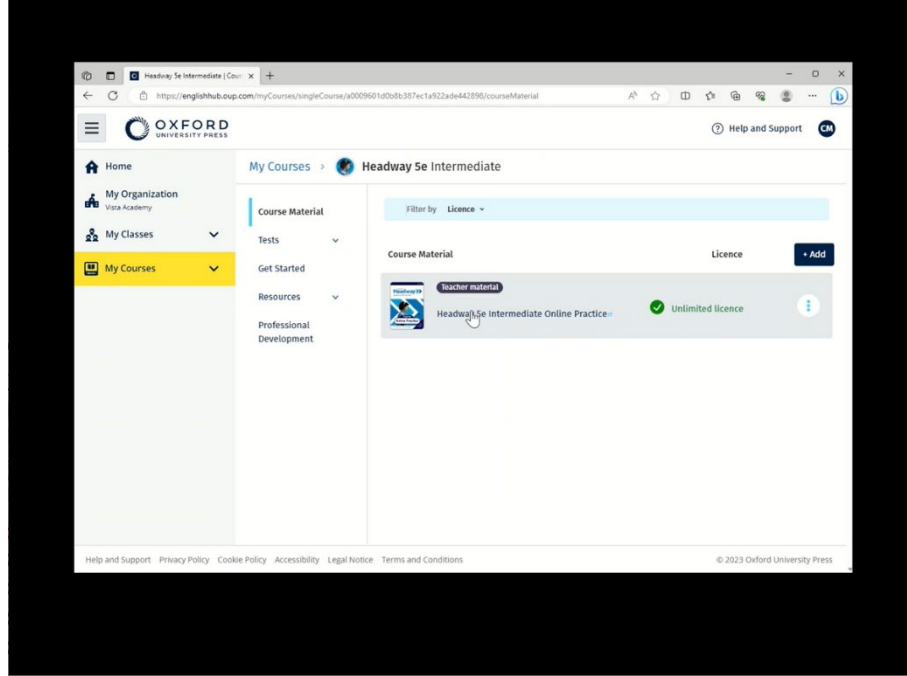 Headway 5e Intermediate | Cour
https://englishhub.oup.com/myCourses/singleCourse/a0009601d0b8b387ec1a922ade442898/courseMaterial
OXFORD
UNIVERSITY PRESS
Help and Support
CM
Home
My Organization
Vista Academy
My Classes
My Courses
My Courses > Headway 5e Intermediate
Course Material
Tests
Get Started
Resources
Professional
Development
Filter by Licence
Course Material Licence + Add
Teacher material
Headway 5e Intermediate Online Practice
Unlimited licence
Help and Support Privacy Policy Cookie Policy Accessibility Legal Notice Terms and Conditions
© 2023 Oxford University Press